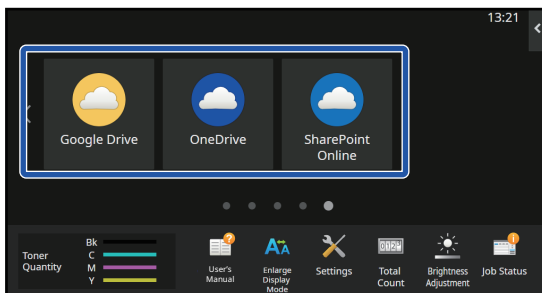 13:21
Google Drive
OneDrive
SharePoint
Online
Toner
Quantity
Bk
C
M
Y
User's
Manual
Enlarge
Display
Mode
Settings
Total
Count
Brightness
Adjustment
Job Status